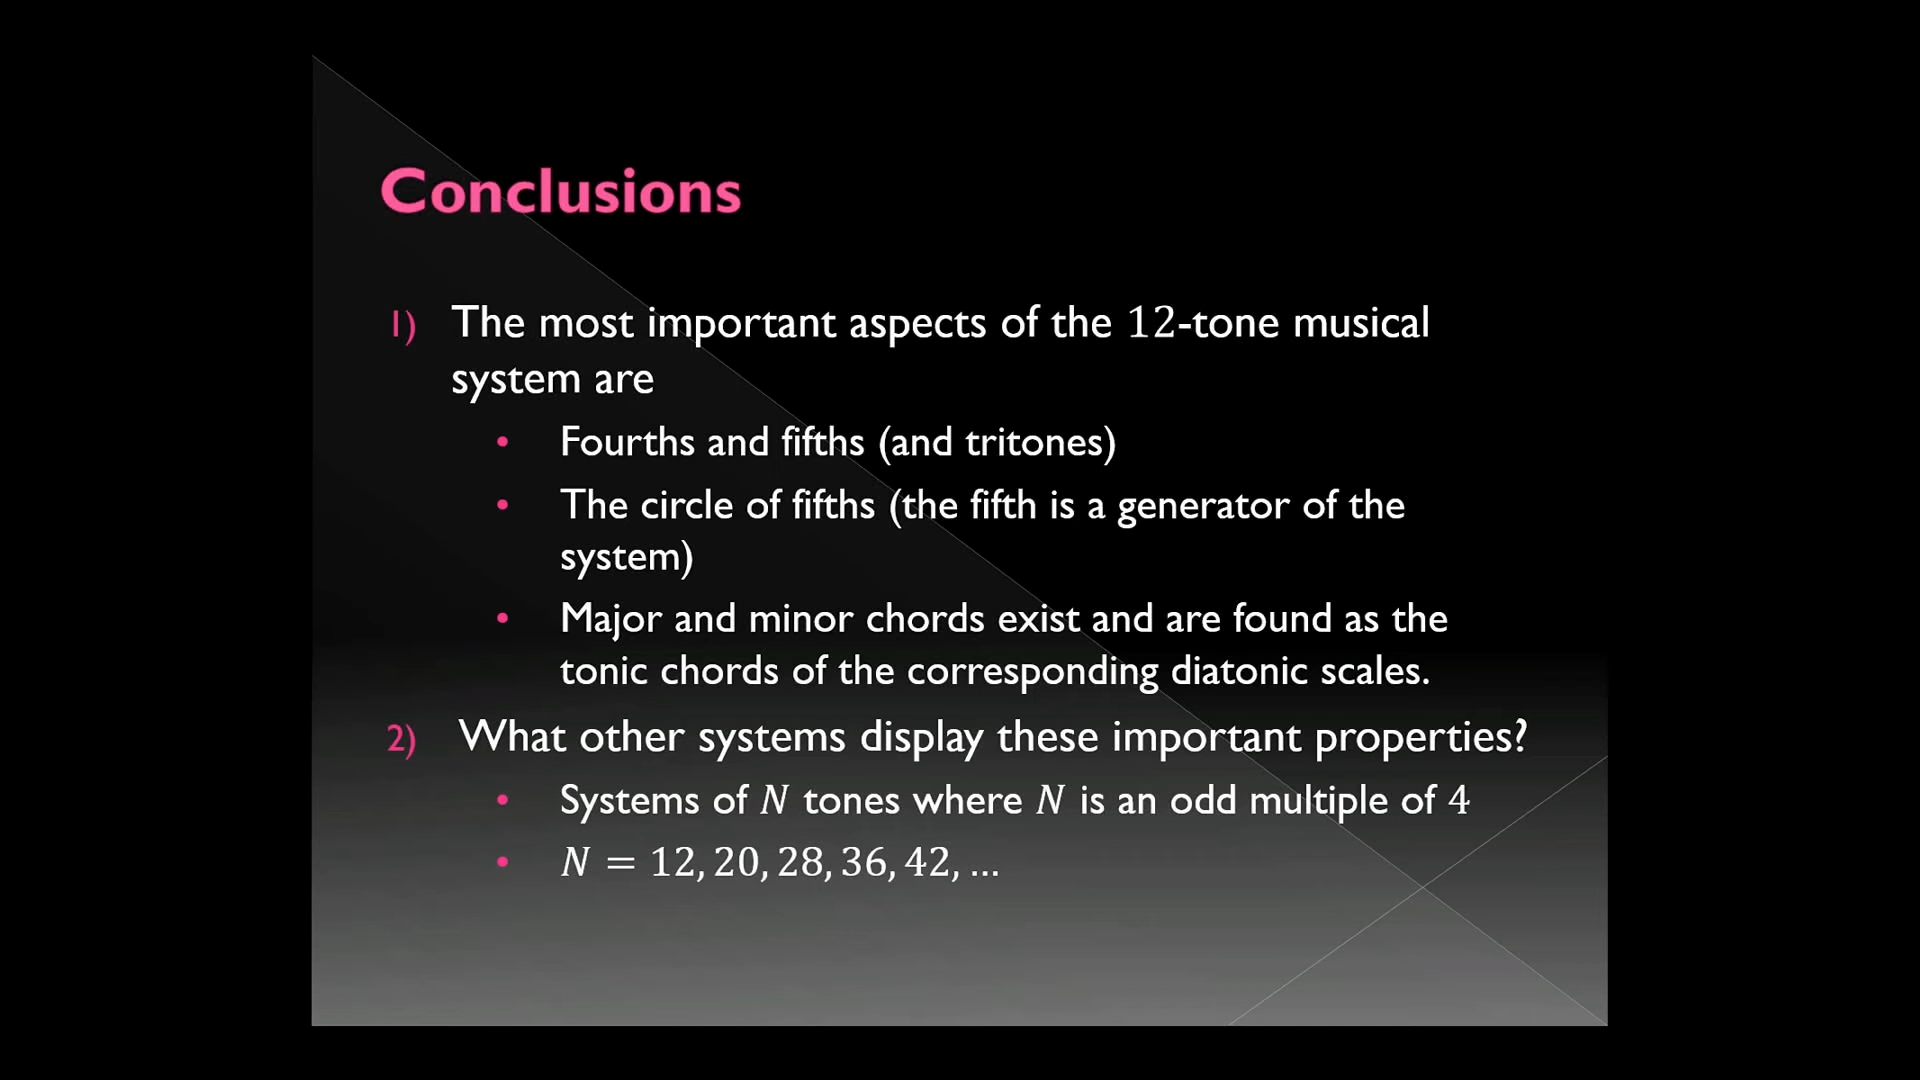 Conclusions
1) The most important aspects of the 12-tone musical
system are
• Fourths and fifths (and tritones)
• The circle of fifths (the fifth is a generator of the
system)
• Major and minor chords exist and are found as the
tonic chords of the corresponding diatonic scales.
2) What other systems display these important properties?
• Systems of N tones where N is an odd multiple of 4
• N = 12, 20, 28, 36, 42, ...